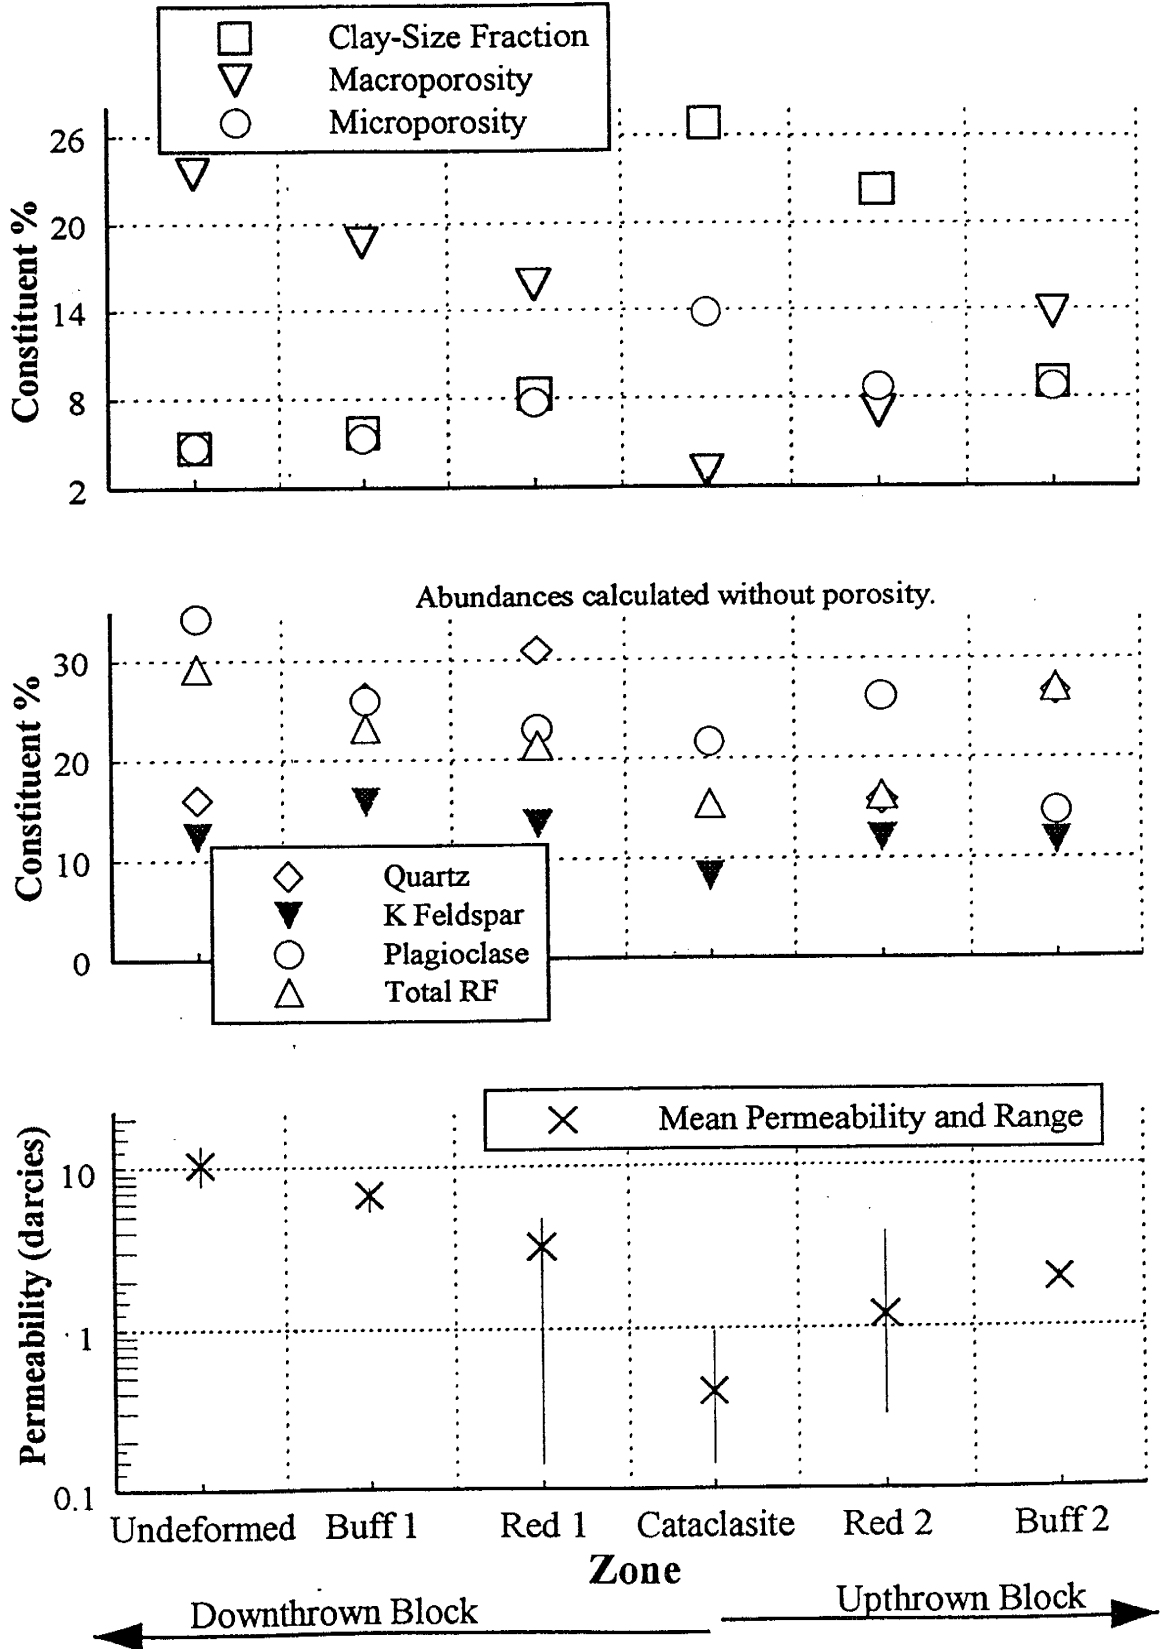 Clay-Size Fraction
Macroporosity
Microporosity
Constituent %
26
20
14
8
2
Abundances calculated without porosity.
Constituent %
30
20
10
0
Quartz
K Feldspar
Plagioclase
Total RF
Mean Permeability and Range
Permeability (darcies)
10
1
0.1
Undeformed Buff 1 Red 1 Cataclasite Red 2 Buff 2
Zone
Downthrown Block Upthrown Block